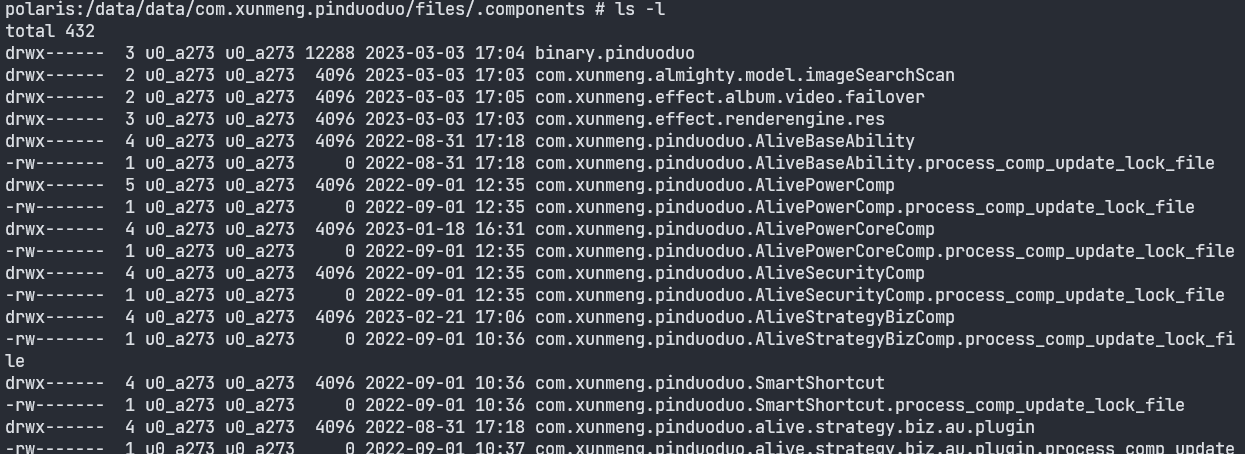 polaris:/data/data/com.xunmeng.pinduoduo/files/.components # ls -l
total 432
drwx------  3 u0_a273 u0_a273 12288 2023-03-03 17:04 binary.pinduoduo
drwx------  2 u0_a273 u0_a273  4096 2023-03-03 17:03 com.xunmeng.almighty.model.imageSearchScan
drwx------  2 u0_a273 u0_a273  4096 2023-03-03 17:05 com.xunmeng.effect.album.video.failover
drwx------  3 u0_a273 u0_a273  4096 2023-03-03 17:03 com.xunmeng.effect.renderengine.res
drwx------  4 u0_a273 u0_a273  4096 2022-08-31 17:18 com.xunmeng.pinduoduo.AliveBaseAbility
-rw-------  1 u0_a273 u0_a273     0 2022-08-31 17:18 com.xunmeng.pinduoduo.AliveBaseAbility.process_comp_update_lock_file
drwx------  5 u0_a273 u0_a273  4096 2022-09-01 12:35 com.xunmeng.pinduoduo.AlivePowerComp
-rw-------  1 u0_a273 u0_a273     0 2022-09-01 12:35 com.xunmeng.pinduoduo.AlivePowerComp.process_comp_update_lock_file
drwx------  4 u0_a273 u0_a273  4096 2023-01-18 16:31 com.xunmeng.pinduoduo.AlivePowerCoreComp
-rw-------  1 u0_a273 u0_a273     0 2022-09-01 12:35 com.xunmeng.pinduoduo.AlivePowerCoreComp.process_comp_update_lock_file
drwx------  4 u0_a273 u0_a273  4096 2022-09-01 12:35 com.xunmeng.pinduoduo.AliveSecurityComp
-rw-------  1 u0_a273 u0_a273     0 2022-09-01 12:35 com.xunmeng.pinduoduo.AliveSecurityComp.process_comp_update_lock_file
drwx------  4 u0_a273 u0_a273  4096 2023-02-21 17:06 com.xunmeng.pinduoduo.AliveStrategyBizComp
-rw-------  1 u0_a273 u0_a273     0 2022-09-01 10:36 com.xunmeng.pinduoduo.AliveStrategyBizComp.process_comp_update_lock_fi
le
drwx------  4 u0_a273 u0_a273  4096 2022-09-01 10:36 com.xunmeng.pinduoduo.SmartShortcut
-rw-------  1 u0_a273 u0_a273     0 2022-09-01 10:36 com.xunmeng.pinduoduo.SmartShortcut.process_comp_update_lock_file
drwx------  4 u0_a273 u0_a273  4096 2022-08-31 17:18 com.xunmeng.pinduoduo.alive.strategy.biz.au.plugin
-rw-------  1 u0_a273 u0_a273     0 2022-09-01 10:37 com.xunmeng.pinduoduo.alive.strategy.biz.au.plugin.process_comp_update